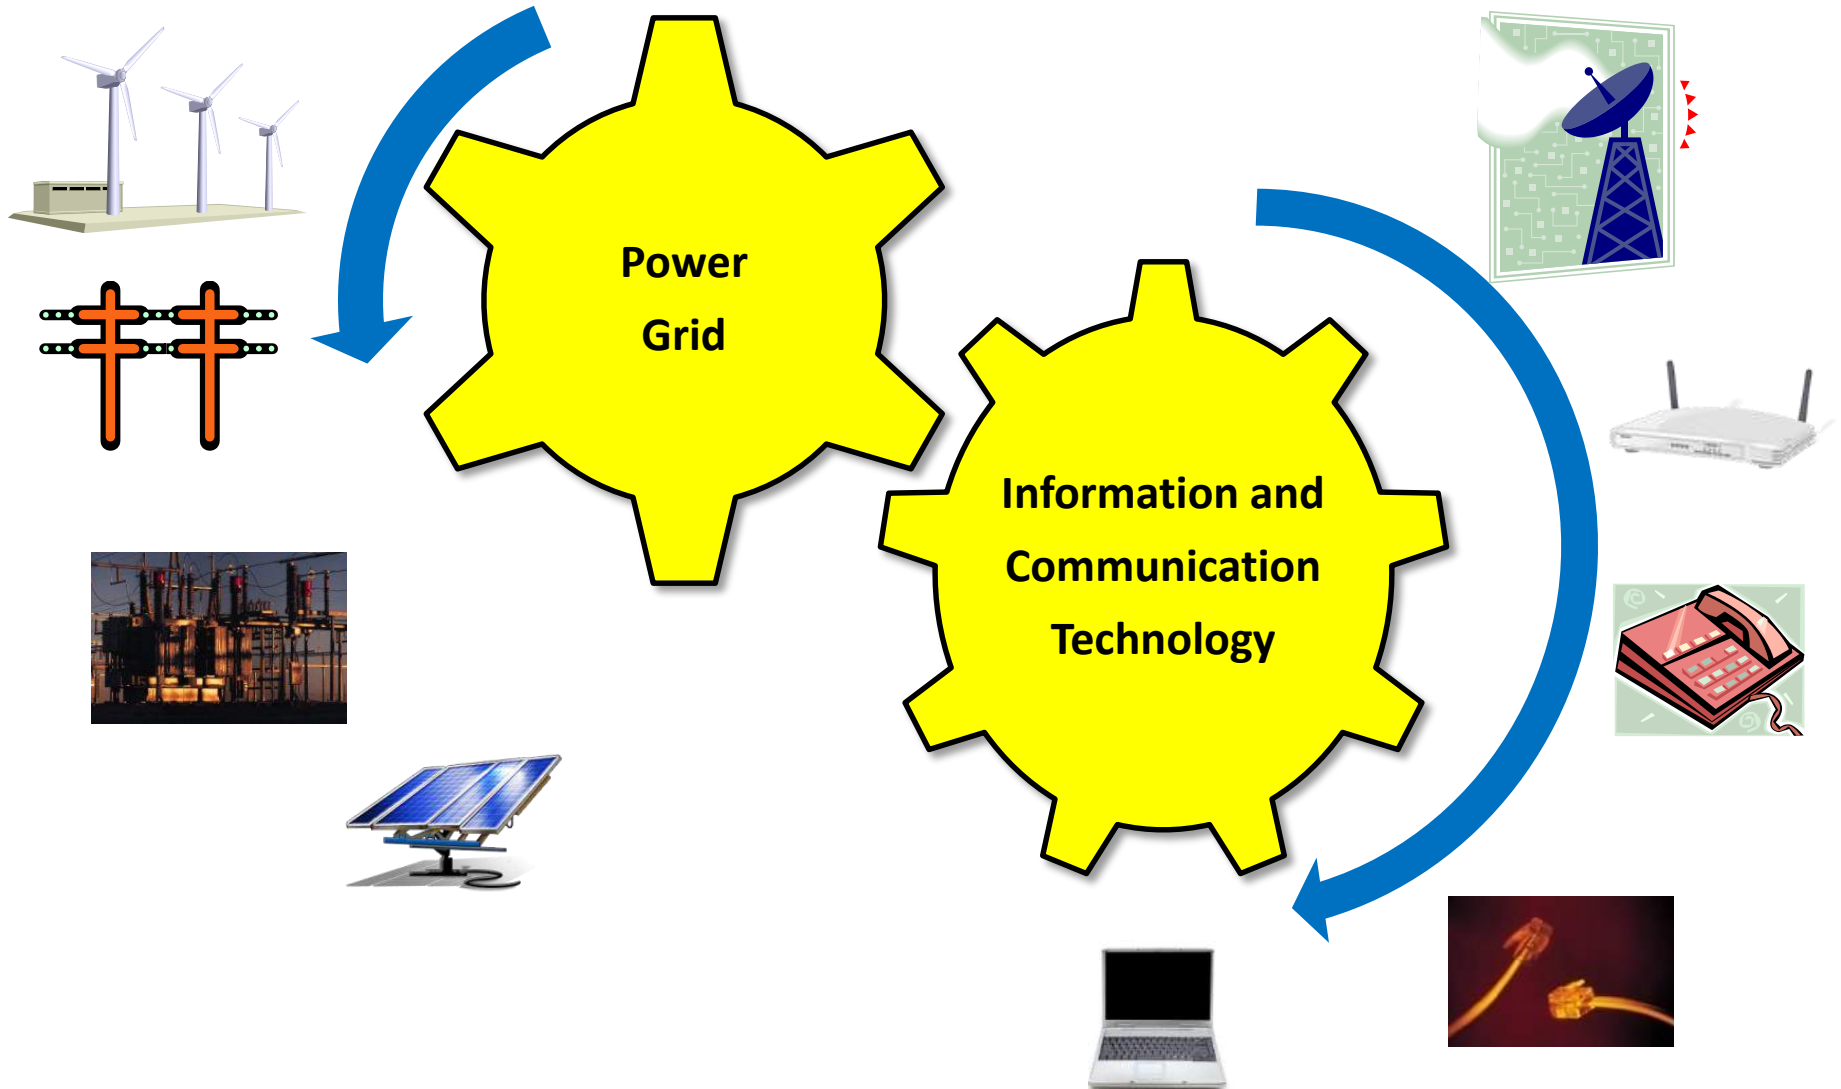 Power
Grid
Information and
Communication
Technology